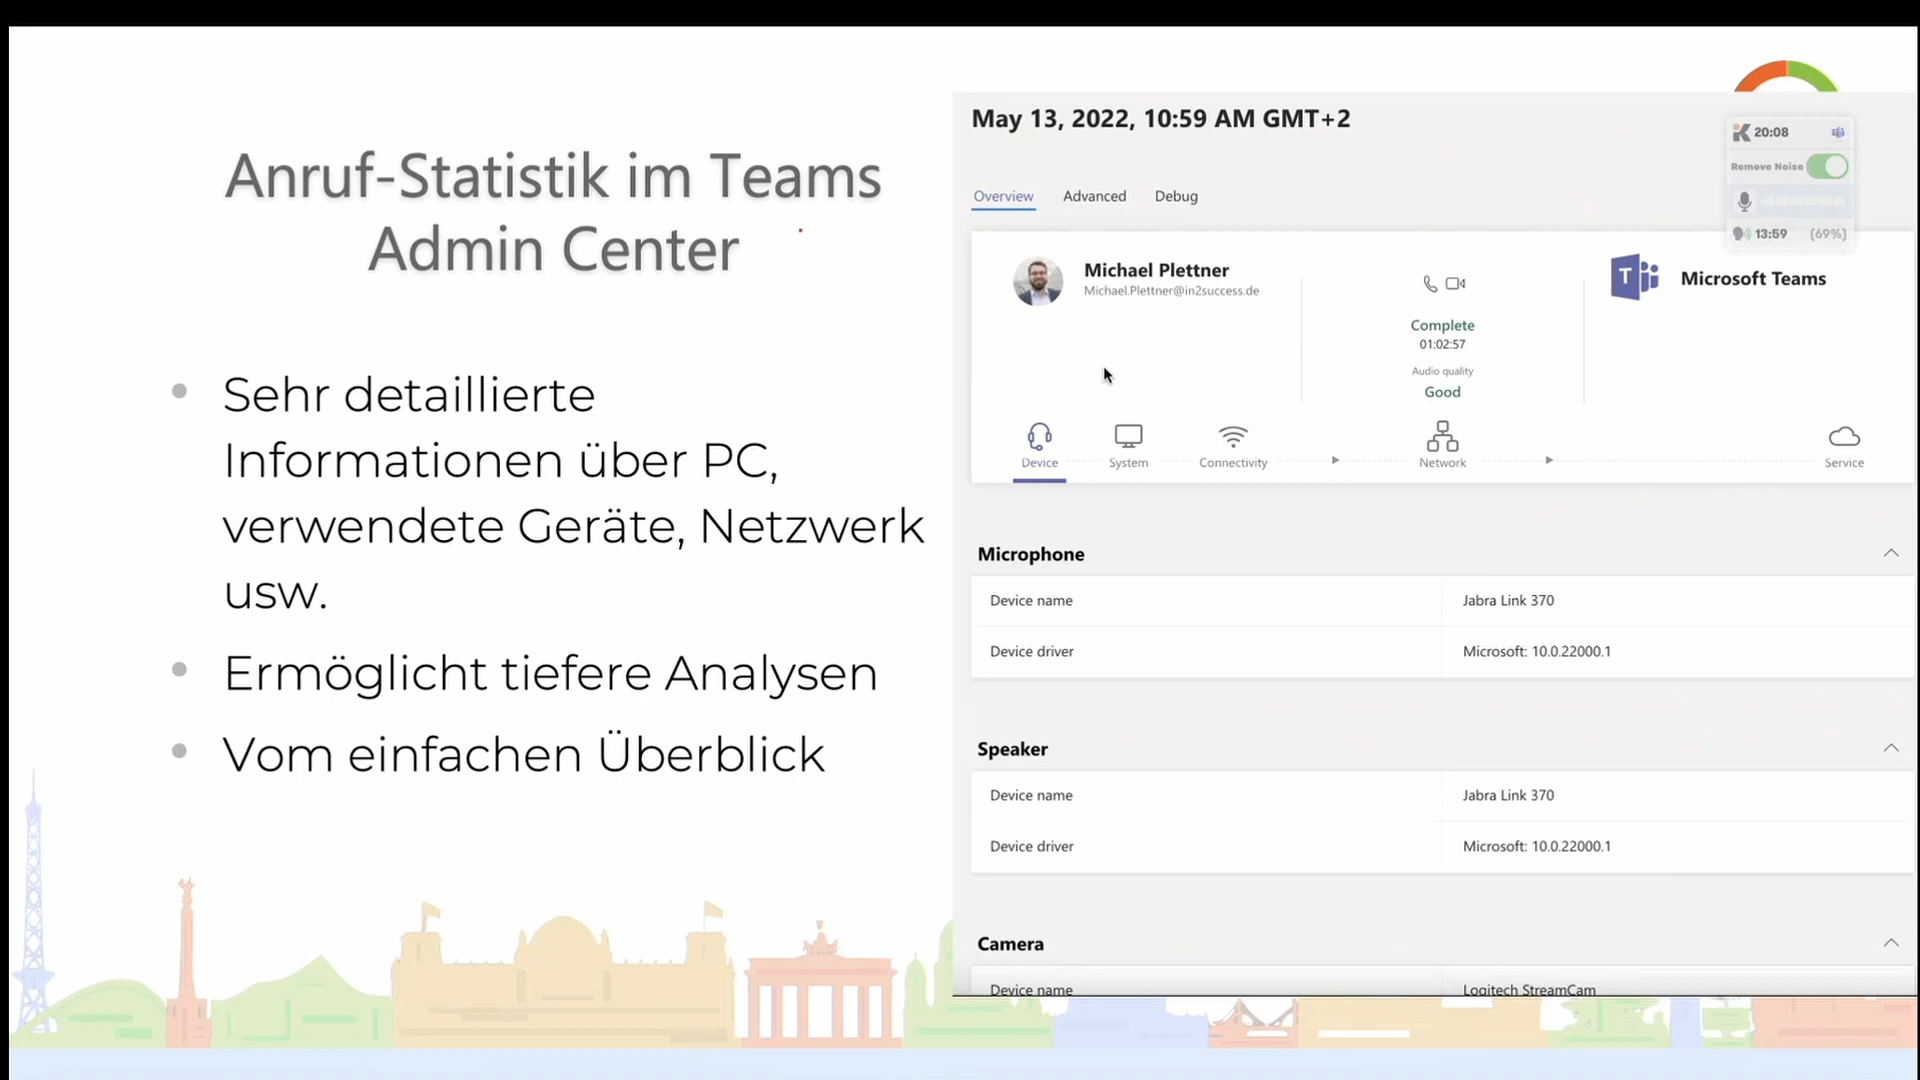 Anruf-Statistik im Teams
Admin Center
Sehr detaillierte
Informationen über PC,
verwendete Geräte, Netzwerk
usw.
Ermöglicht tiefere Analysen
Vom einfachen Überblick
May 13, 2022, 10:59 AM GMT+2
20:08
Remove Noise
13:59 (69%)
Overview Advanced Debug
Michael Plettner
Michael.Plettner@in2success.de
Complete
01:02:57
Audio quality
Good
T
Microsoft Teams
Device System Connectivity Network Service
Microphone
Device name Jabra Link 370
Device driver Microsoft: 10.0.22000.1
Speaker
Device name Jabra Link 370
Device driver Microsoft: 10.0.22000.1
Camera
Device name Logitech StreamCam